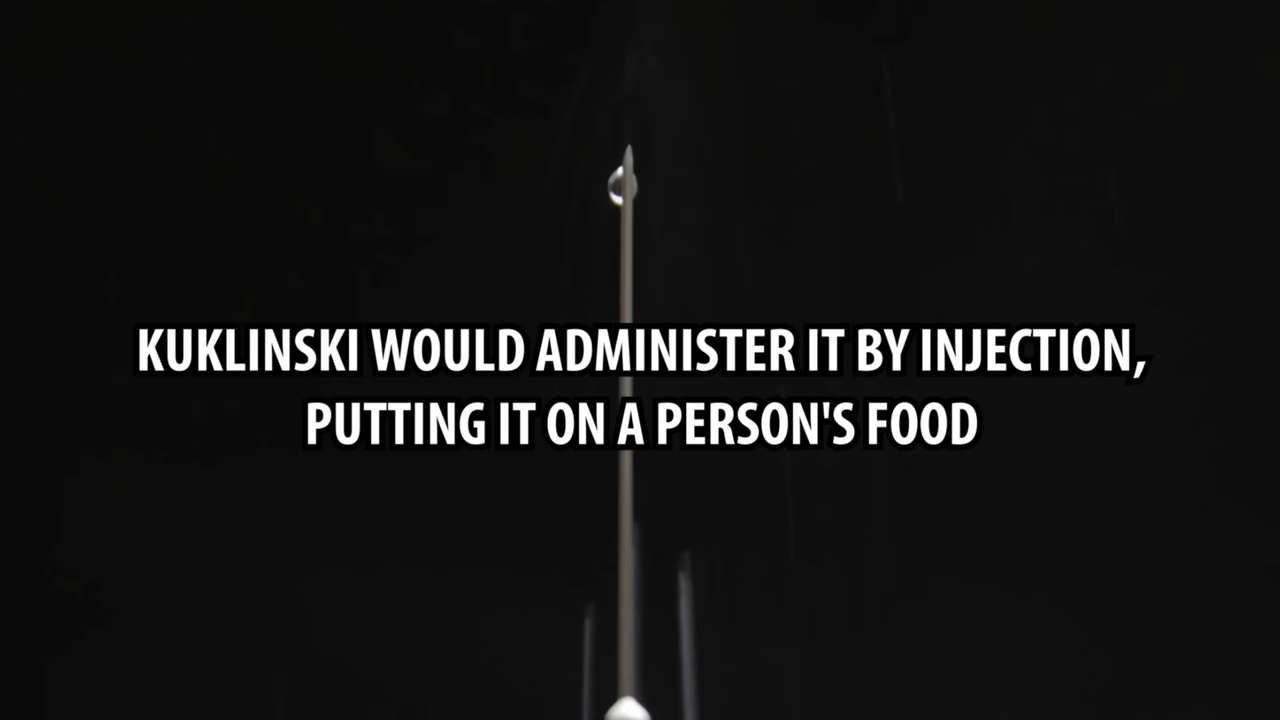 KUKLINSKI WOULD ADMINISTER IT BY INJECTION,
PUTTING IT ON A PERSON'S FOOD